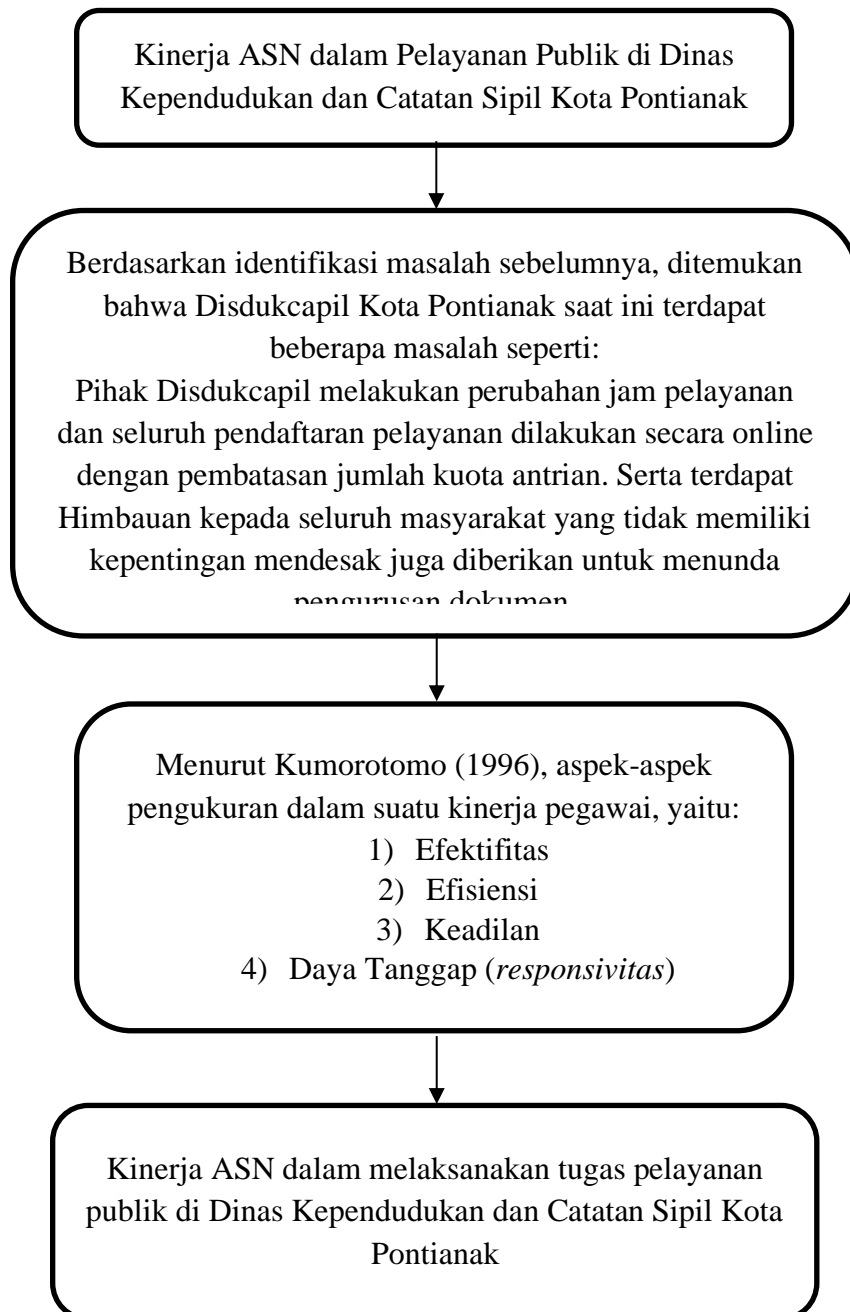 Kinerja ASN dalam Pelayanan Publik di Dinas
Kependudukan dan Catatan Sipil Kota Pontianak
Berdasarkan identifikasi masalah sebelumnya, ditemukan
bahwa Disdukcapil Kota Pontianak saat ini terdapat
beberapa masalah seperti:
Pihak Disdukcapil melakukan perubahan jam pelayanan
dan seluruh pendaftaran pelayanan dilakukan secara online
dengan pembatasan jumlah kuota antrian. Serta terdapat
Himbauan kepada seluruh masyarakat yang tidak memiliki
kepentingan mendesak juga diberikan untuk menunda
pengurusan dokumen
Menurut Kumorotomo (1996), aspek-aspek
pengukuran dalam suatu kinerja pegawai, yaitu:
1) Efektifitas
2) Efisiensi
3) Keadilan
4) Daya Tanggap (responsivitas)
Kinerja ASN dalam melaksanakan tugas pelayanan
publik di Dinas Kependudukan dan Catatan Sipil Kota
Pontianak